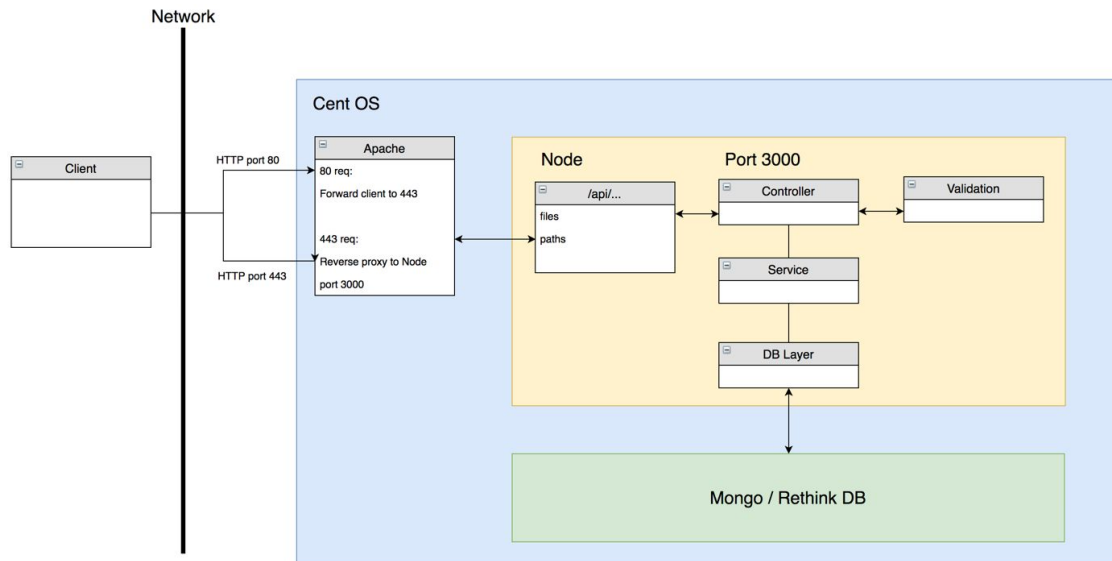 Network
Cent OS
Client
HTTP port 80
Apache
80 req:
Forward client to 443
443 req:
Reverse proxy to Node
port 3000
HTTP port 443
Node
Port 3000
/api/...
files
paths
Controller
Validation
Service
DB Layer
Mongo / Rethink DB